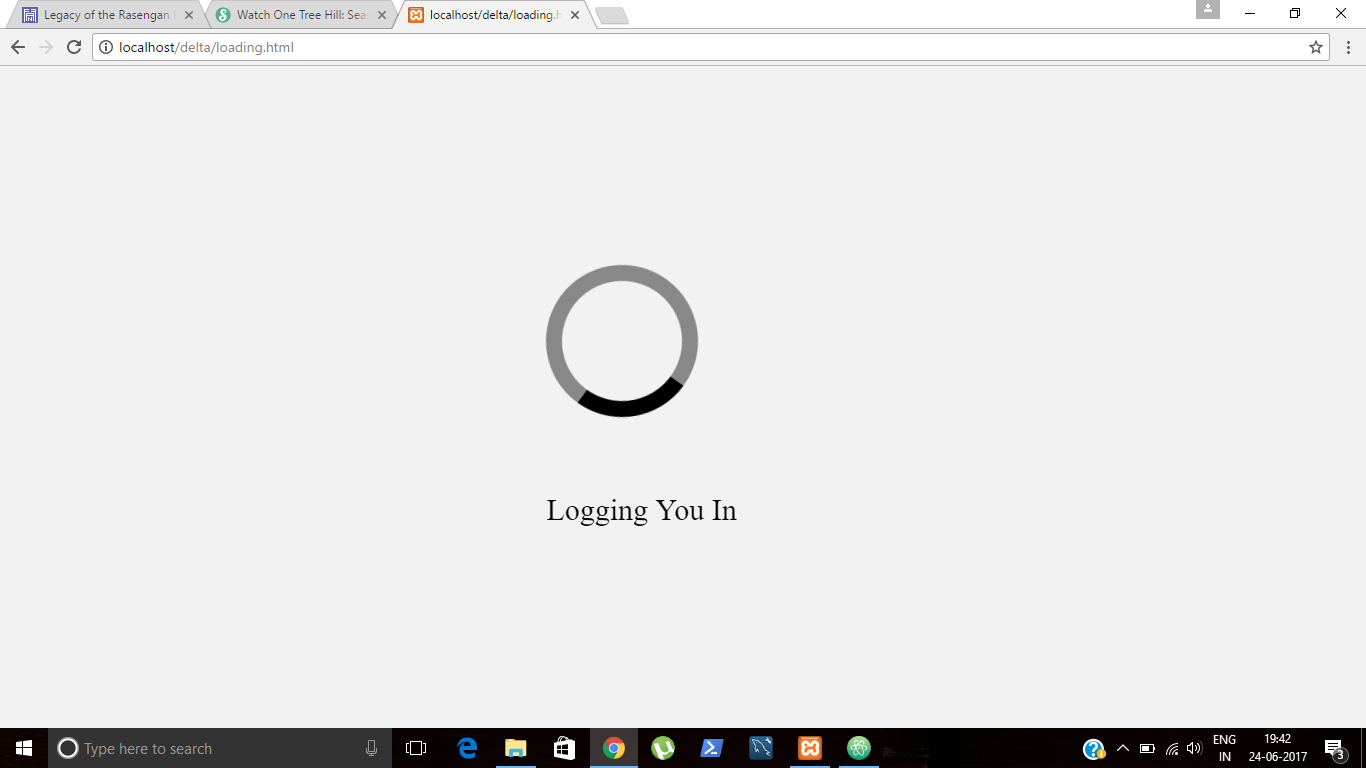 Legacy of the Rasengan
Watch One Tree Hill: Seas
localhost/delta/loading.h
localhost/delta/loading.html
Logging You In
Type here to search
ENG
IN
19:42
24-06-2017
3